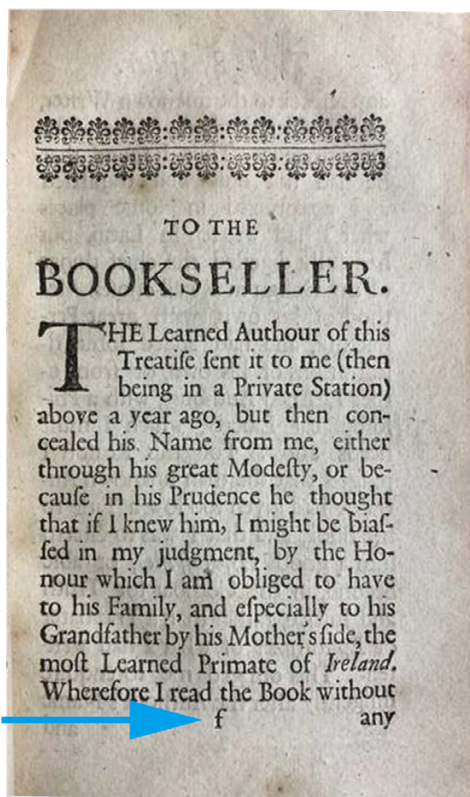 TO THE
BOOKSELLER.
THE Learned Authour of this
Treatiſe ſent it to me (then
being in a Private Station)
above a year ago, but then con-
cealed his Name from me, either
through his great Modeſty, or be-
cauſe in his Prudence he thought
that if I knew him, I might be biaſ-
ſed in my judgment, by the Ho-
nour which I am obliged to have
to his Family, and eſpecially to his
Grandfather by his Mother's ſide, the
moſt Learned Primate of Ireland.
Wherefore I read the Book without
f any